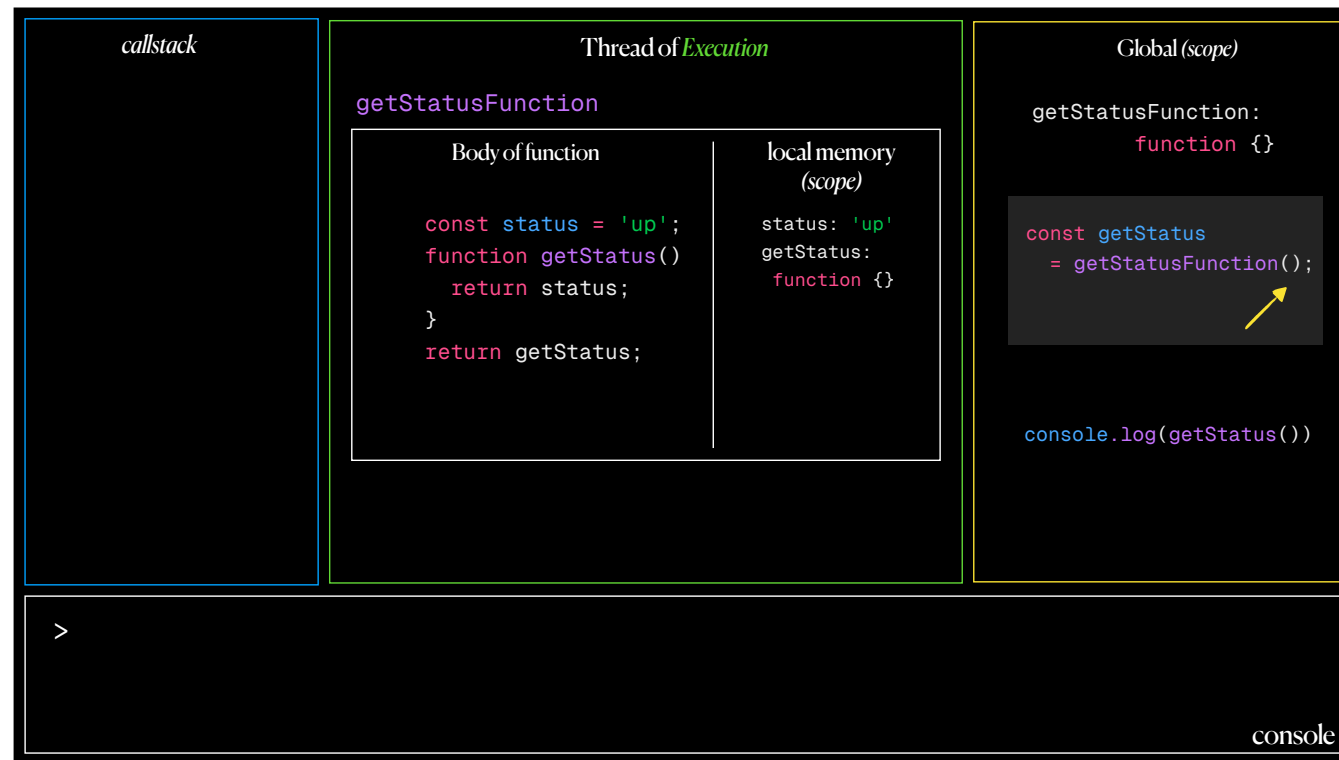 callstack
Thread of Execution
getStatusFunction
Body of function
const status = 'up';
function getStatus()
return status;
}
return getStatus;
local memory
(scope)
status: 'up'
getStatus:
function {}
Global (scope)
getStatusFunction:
function {}
const getStatus
= getStatusFunction();
console.log(getStatus())
>
console